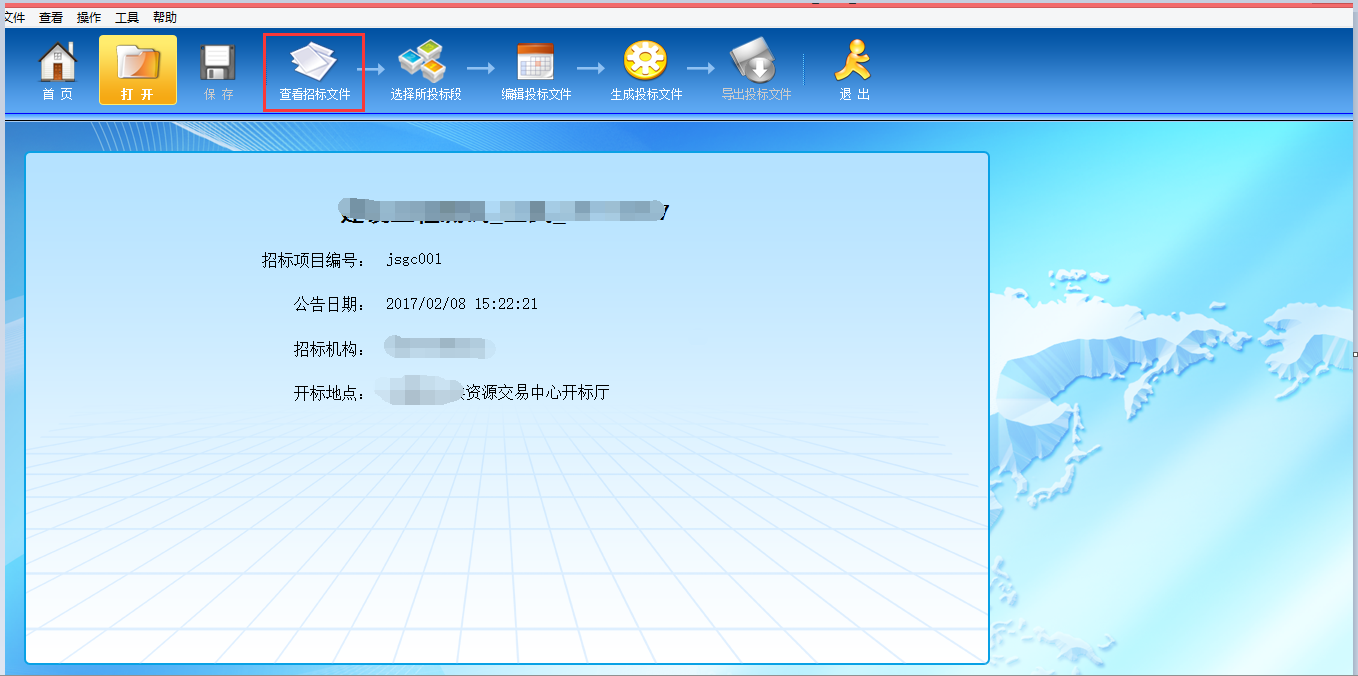 文件 查看 操作 工具 帮助
首 页 打 开 保 存 查看招标文件 选择所投标段 编辑投标文件 生成投标文件 导出投标文件 退 出
招标项目编号： jsgc001
公告日期： 2017/02/08 15:22:21
招标机构：
开标地点： 资源交易中心开标厅